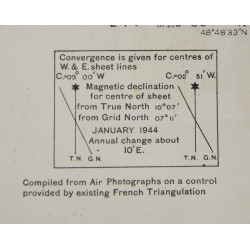 48°48'33"N
Convergence is given for centres of
W. & E. sheet lines
C.=0° 00' W C.=02° 51' W.
Magnetic declination
for centre of sheet
from True North 10°07'
from Grid North 07°11'
JANUARY 1944
Annual change about
10'E.
T.N. G.N. T.N. G.N.
Compiled from Air Photographs on a control
provided by existing French Triangulation